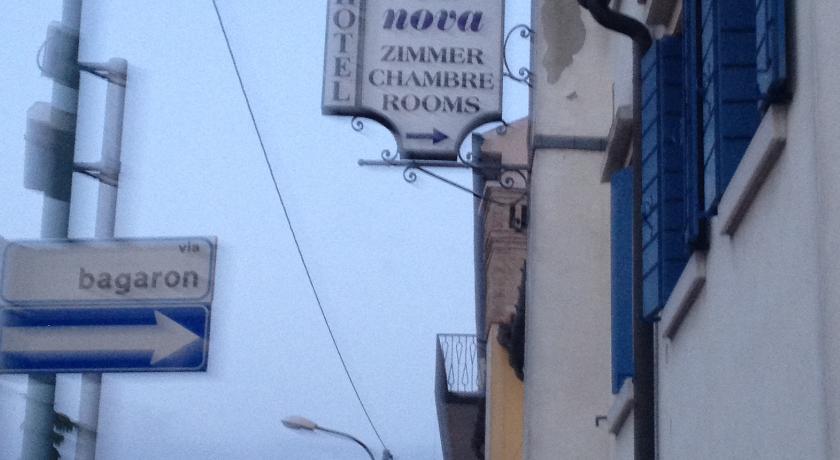 HOTEL
nova
ZIMMER
CHAMBRE
ROOMS
via
bagaron